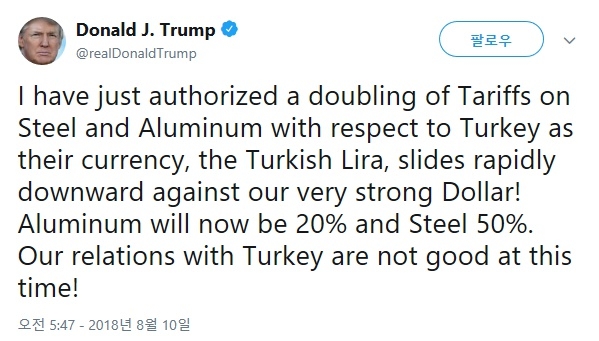 Donald J. Trump
@realDonaldTrump
팔로우
I have just authorized a doubling of Tariffs on
Steel and Aluminum with respect to Turkey as
their currency, the Turkish Lira, slides rapidly
downward against our very strong Dollar!
Aluminum will now be 20% and Steel 50%.
Our relations with Turkey are not good at this
time!
오전 5:47 - 2018년 8월 10일